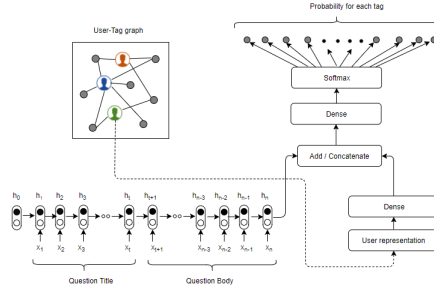 Probability for each tag
User-Tag graph
Softmax
Dense
Add / Concatenate
h0 h1 h2 h3 ht ht+1 hn-3 hn-2 hn-1 hn
Dense
User representation
x1 x2 x3 xt xt+1 xn-3 xn-2 xn-1 xn
Question Title
Question Body